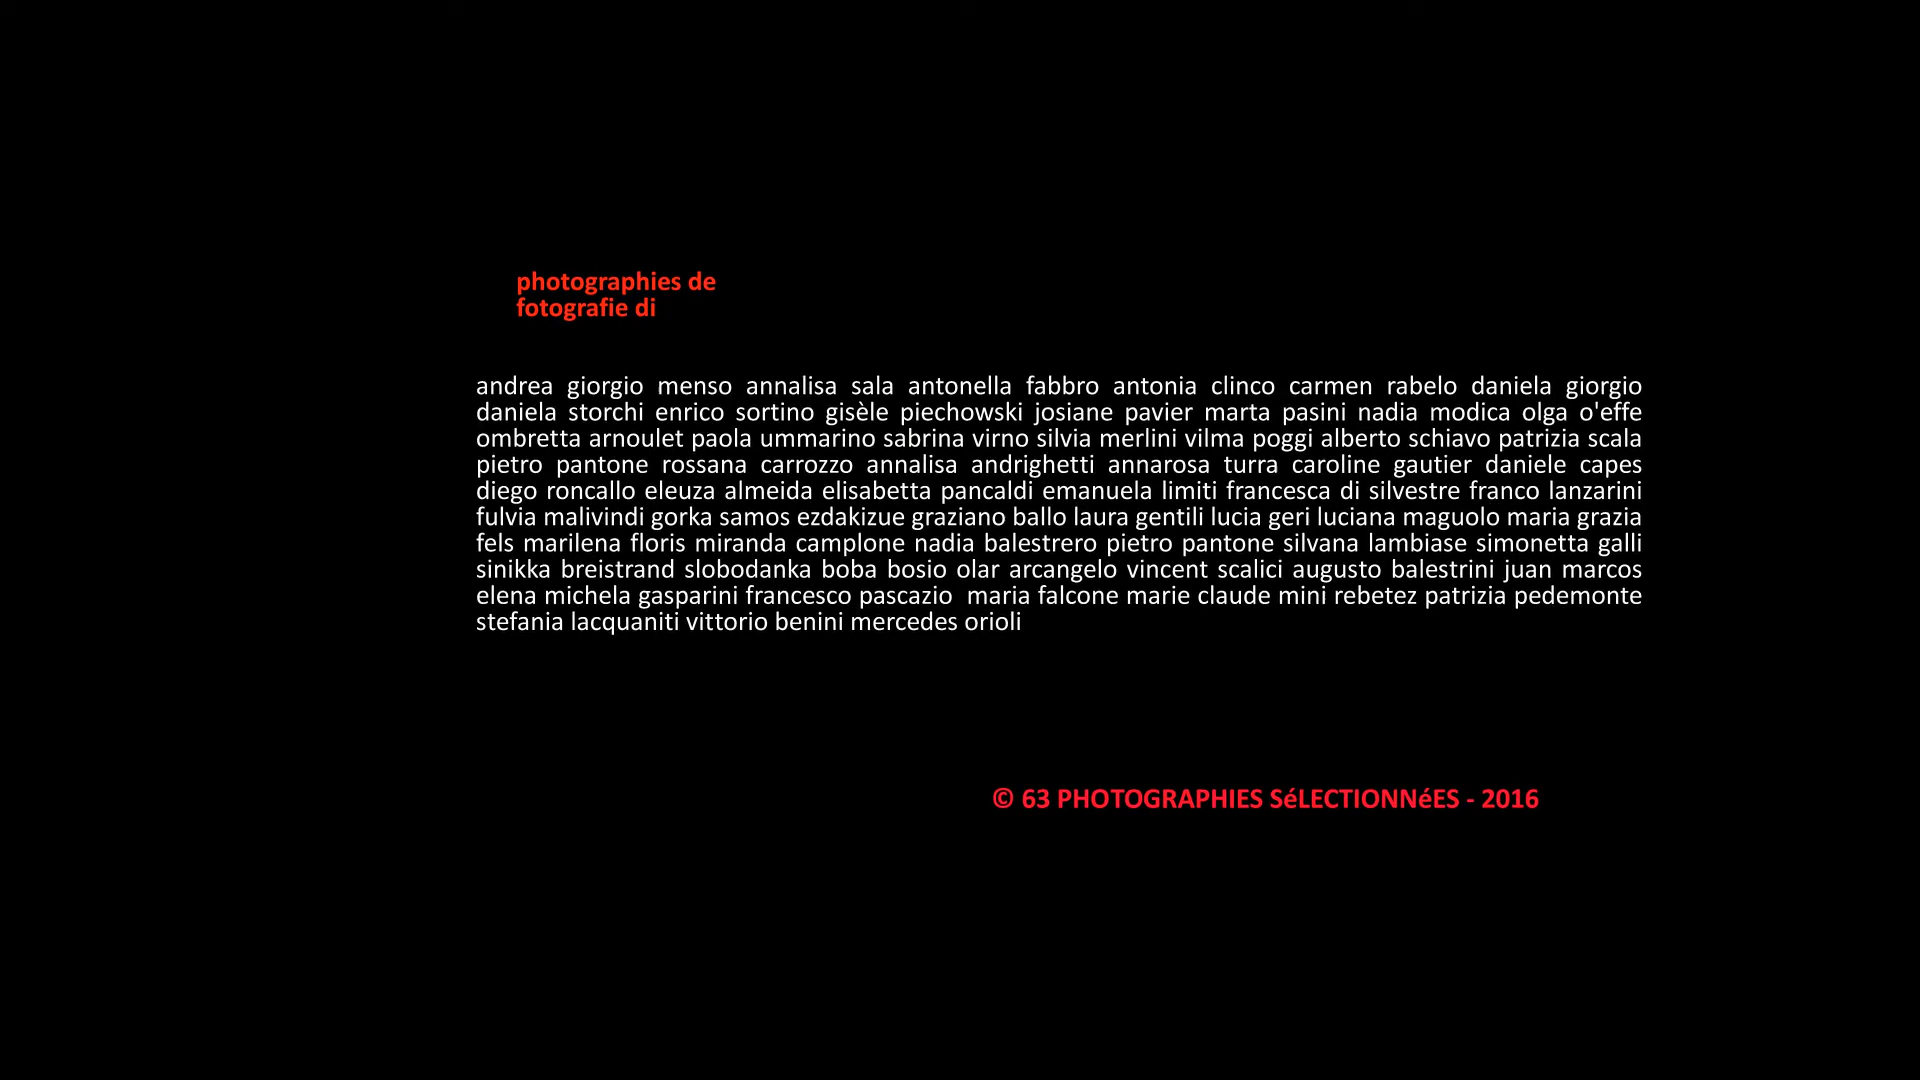 photographies de
fotografie di
andrea giorgio menso annalisa sala antonella fabbro antonia clinco carmen rabelo daniela giorgio
daniela storchi enrico sortino gisèle piechowski josiane pavier marta pasini nadia modica olga o'effe
ombretta arnoulet paola ummarino sabrina virno silvia merlini vilma poggi alberto schiavo patrizia scala
pietro pantone rossana carrozzo annalisa andrighetti annarosa turra caroline gautier daniele capes
diego roncallo eleuza almeida elisabetta pancaldi emanuela limiti francesca di silvestre franco lanzarini
fulvia malivindi gorka samos ezdakizue graziano ballo laura gentili lucia geri luciana maguolo maria grazia
fels marilena floris miranda camplone nadia balestrero pietro pantone silvana lambiase simonetta galli
sinikka breistrand slobodanka boba bosio olar arcangelo vincent scalici augusto balestrini juan marcos
elena michela gasparini francesco pascazio  maria falcone marie claude mini rebetez patrizia pedemonte
stefania lacquaniti vittorio benini mercedes orioli
© 63 PHOTOGRAPHIES SéLECTIONNéES - 2016